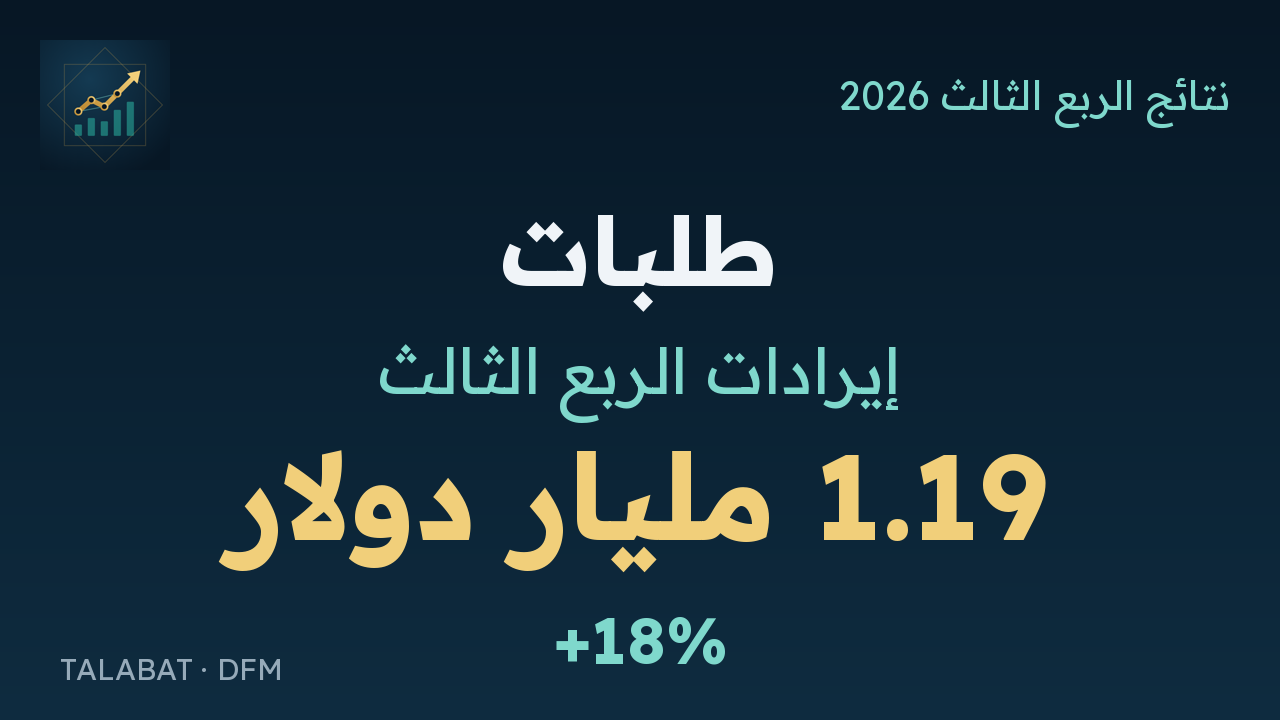 نتائج الربع الثالث 2026
طلبات
إيرادات الربع الثالث
1.19 مليار دولار
+18%
TALABAT · DFM